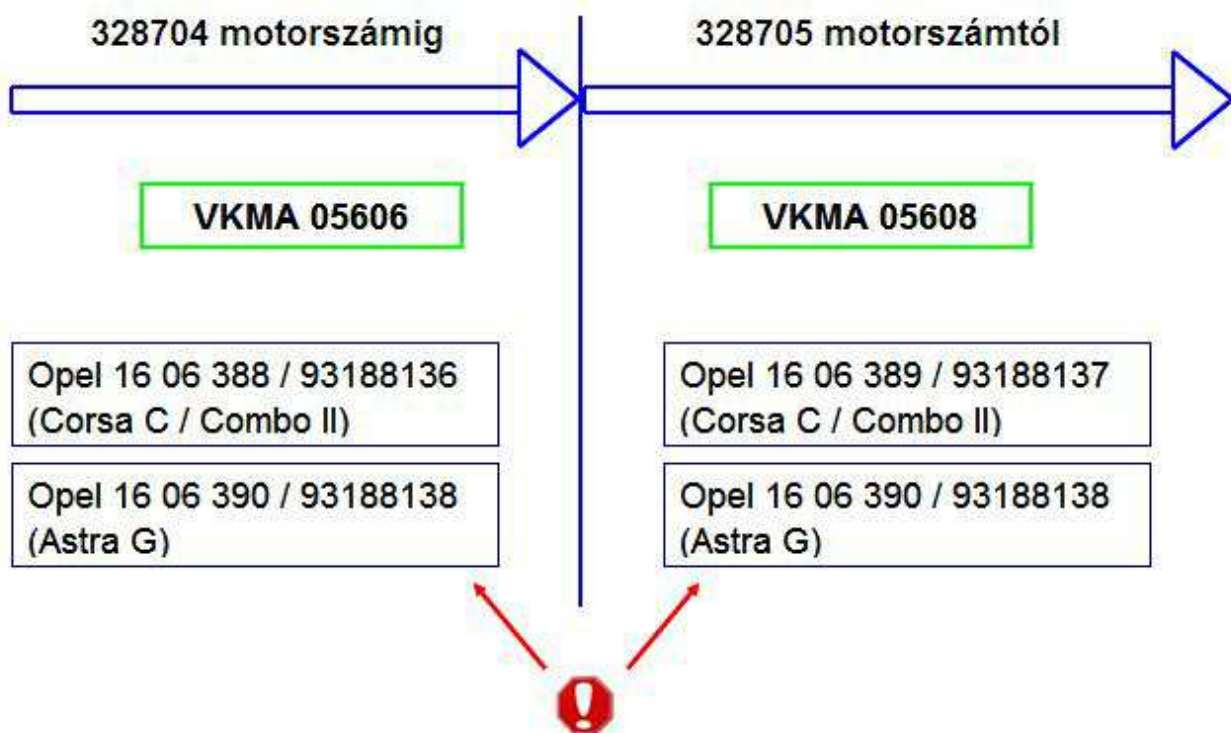 328704 motorszámig
328705 motorszámtól
VKMA 05606
VKMA 05608
Opel 16 06 388 / 93188136
(Corsa C / Combo II)
Opel 16 06 389 / 93188137
(Corsa C / Combo II)
Opel 16 06 390 / 93188138
(Astra G)
Opel 16 06 390 / 93188138
(Astra G)